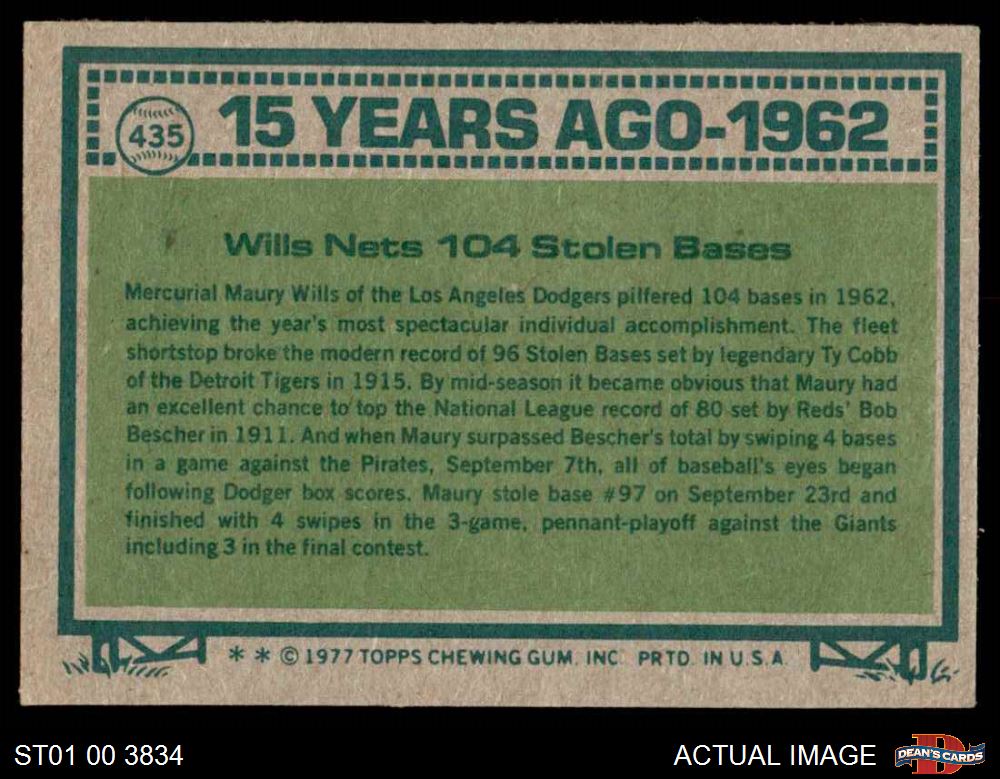 435
15 YEARS AGO-1962
Wills Nets 104 Stolen Bases
Mercurial Maury Wills of the Los Angeles Dodgers pilfered 104 bases in 1962,
achieving the year's most spectacular individual accomplishment. The fleet
shortstop broke the modern record of 96 Stolen Bases set by legendary Ty Cobb
of the Detroit Tigers in 1915. By mid-season it became obvious that Maury had
an excellent chance to top the National League record of 80 set by Reds' Bob
Bescher in 1911. And when Maury surpassed Bescher's total by swiping 4 bases
in a game against the Pirates, September 7th, all of baseball's eyes began
following Dodger box scores. Maury stole base #97 on September 23rd and
finished with 4 swipes in the 3-game, pennant-playoff against the Giants
including 3 in the final contest.
* * © 1977 TOPPS CHEWING GUM, INC. PRTD. IN U.S.A.
ST01 00 3834
ACTUAL IMAGE
D
DEAN'S CARDS